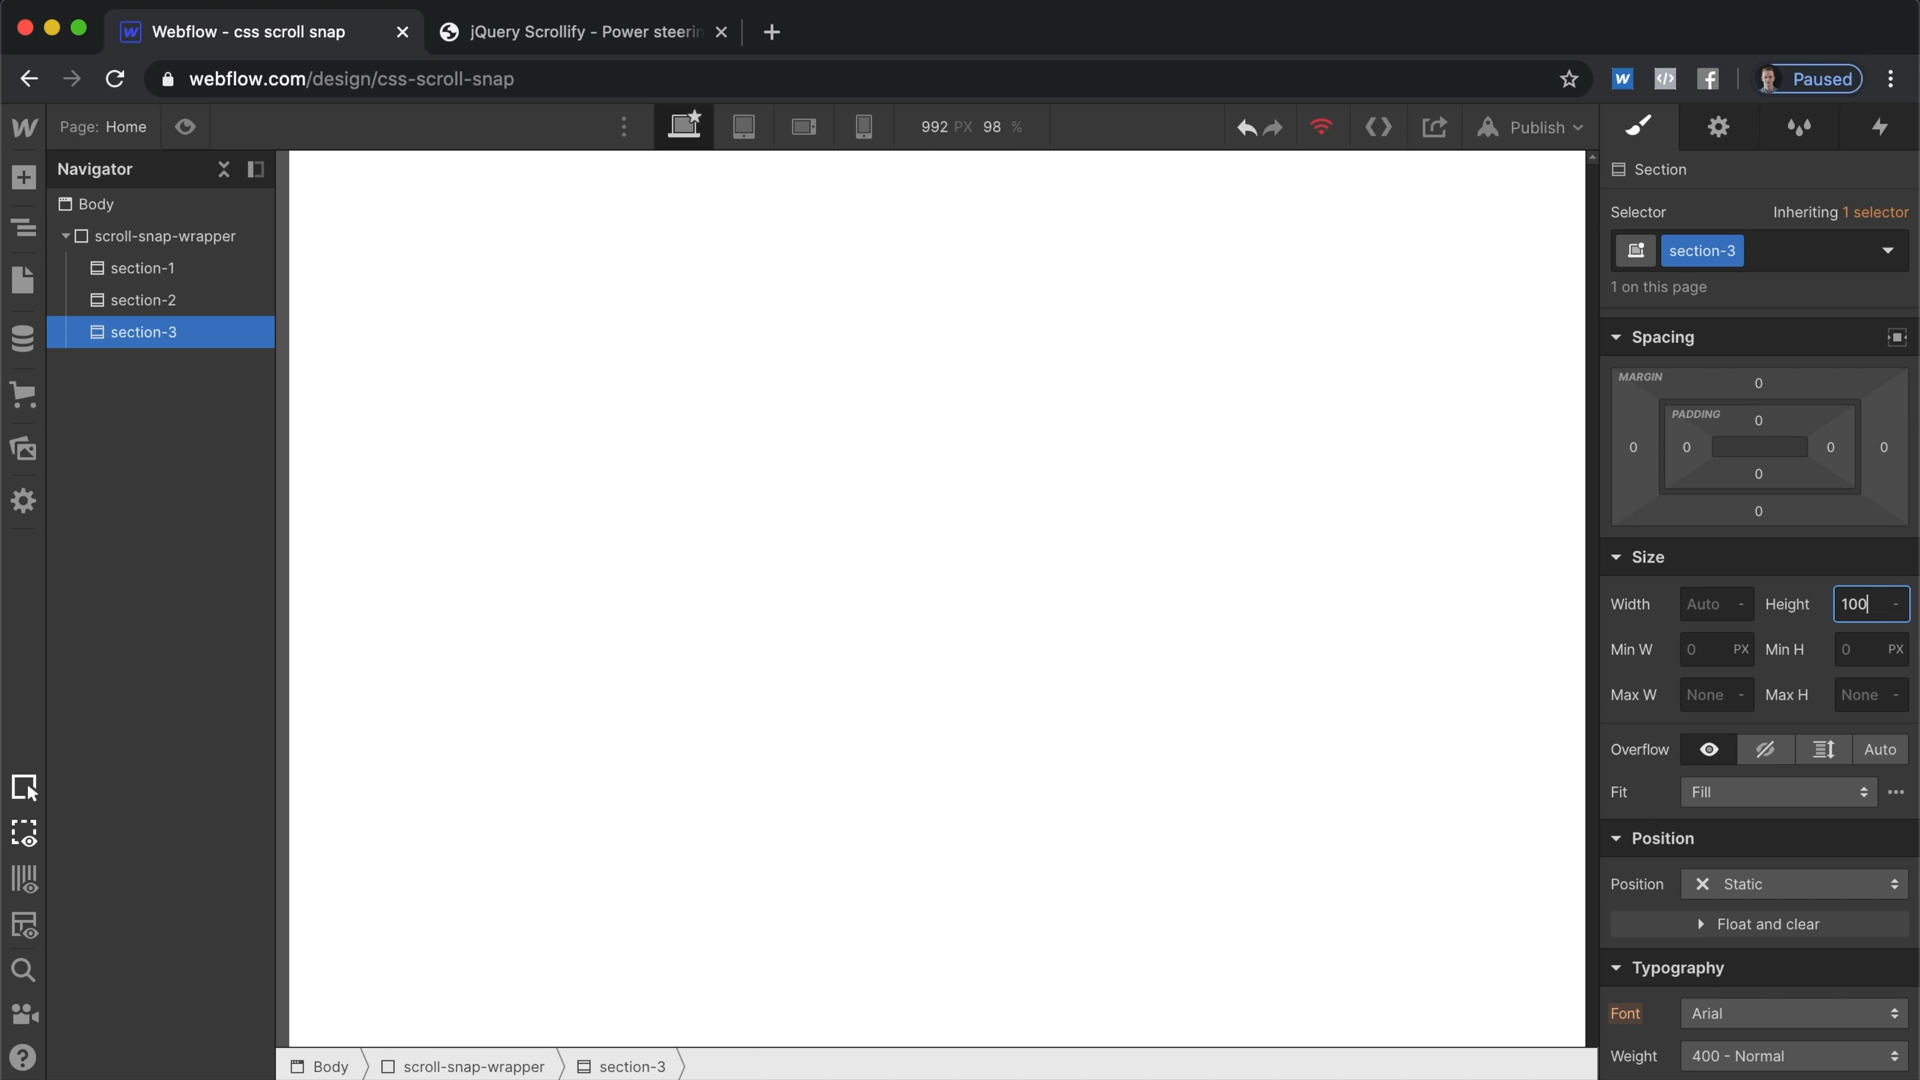 Webflow - css scroll snap
jQuery Scrollify - Power steerin
webflow.com/design/css-scroll-snap
Paused
Page: Home
992 PX 98 %
Publish
Navigator
Section
Body
Selector
Inheriting 1 selector
scroll-snap-wrapper
section-3
section-1
1 on this page
section-2
section-3
Spacing
MARGIN
0
PADDING
0
0 0 0 0
0
0
Size
Width Auto - Height 100 -
Min W 0 PX Min H 0 PX
Max W None - Max H None -
Overflow Auto
Fit Fill
Position
Position Static
Float and clear
Typography
Font Arial
Weight 400 - Normal
Body scroll-snap-wrapper section-3